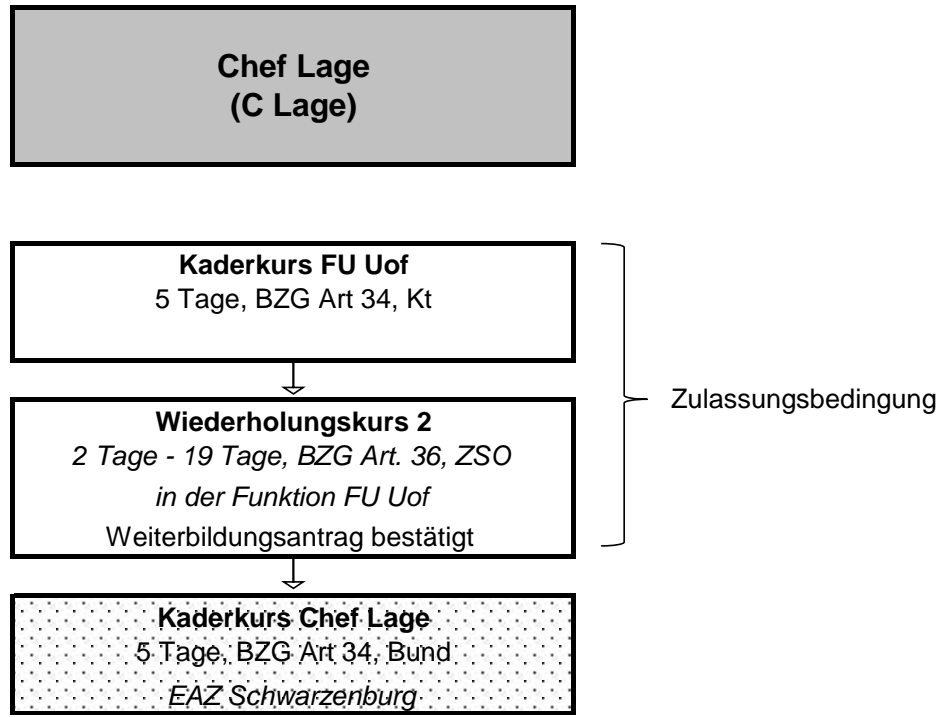 Chef Lage
(C Lage)
Kaderkurs FU Uof
5 Tage, BZG Art 34, Kt
Wiederholungskurs 2
2 Tage - 19 Tage, BZG Art. 36, ZSO
in der Funktion FU Uof
Weiterbildungsantrag bestätigt
Zulassungsbedingung
Kaderkurs Chef Lage
5 Tage, BZG Art 34, Bund
EAZ Schwarzenburg